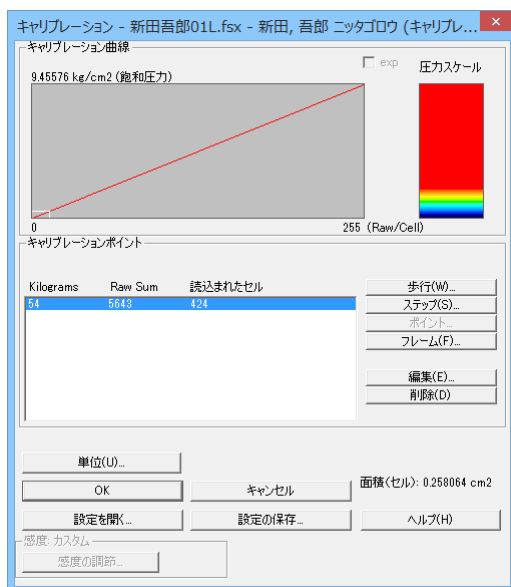 キャリブレーション - 新田吾郎01L.fsx - 新田, 吾郎 ニッタゴロウ (キャリブレ...
キャリブレーション曲線
exp
圧力スケール
9.45576 kg/cm2 (飽和圧力)
0
255 (Raw/Cell)
キャリブレーションポイント
Kilograms Raw Sum 読込まれたセル
54 5643 424
歩行(W)...
ステップ(S)...
ポイント...
フレーム(F)...
編集(E)...
削除(D)
単位(U)...
OK
キャンセル
面積(セル): 0.258064 cm2
設定を開く...
設定の保存...
ヘルプ(H)
感度: カスタム
感度の調節...